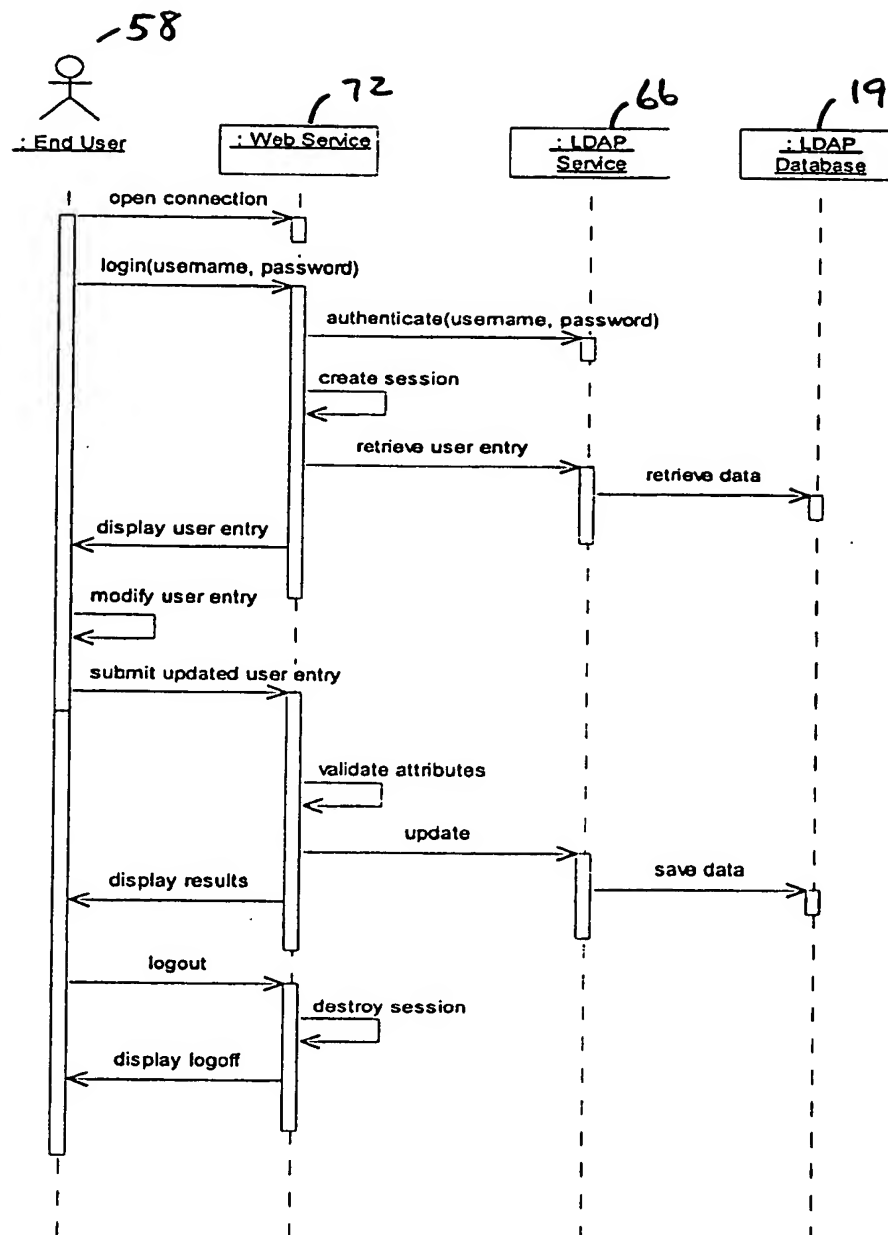 58
72
66
19
: End User
: Web Service
: LDAP
Service
: LDAP
Database
open connection
login(username, password)
authenticate(username, password)
create session
retrieve user entry
retrieve data
display user entry
modify user entry
submit updated user entry
validate attributes
update
save data
display results
logout
destroy session
display logoff